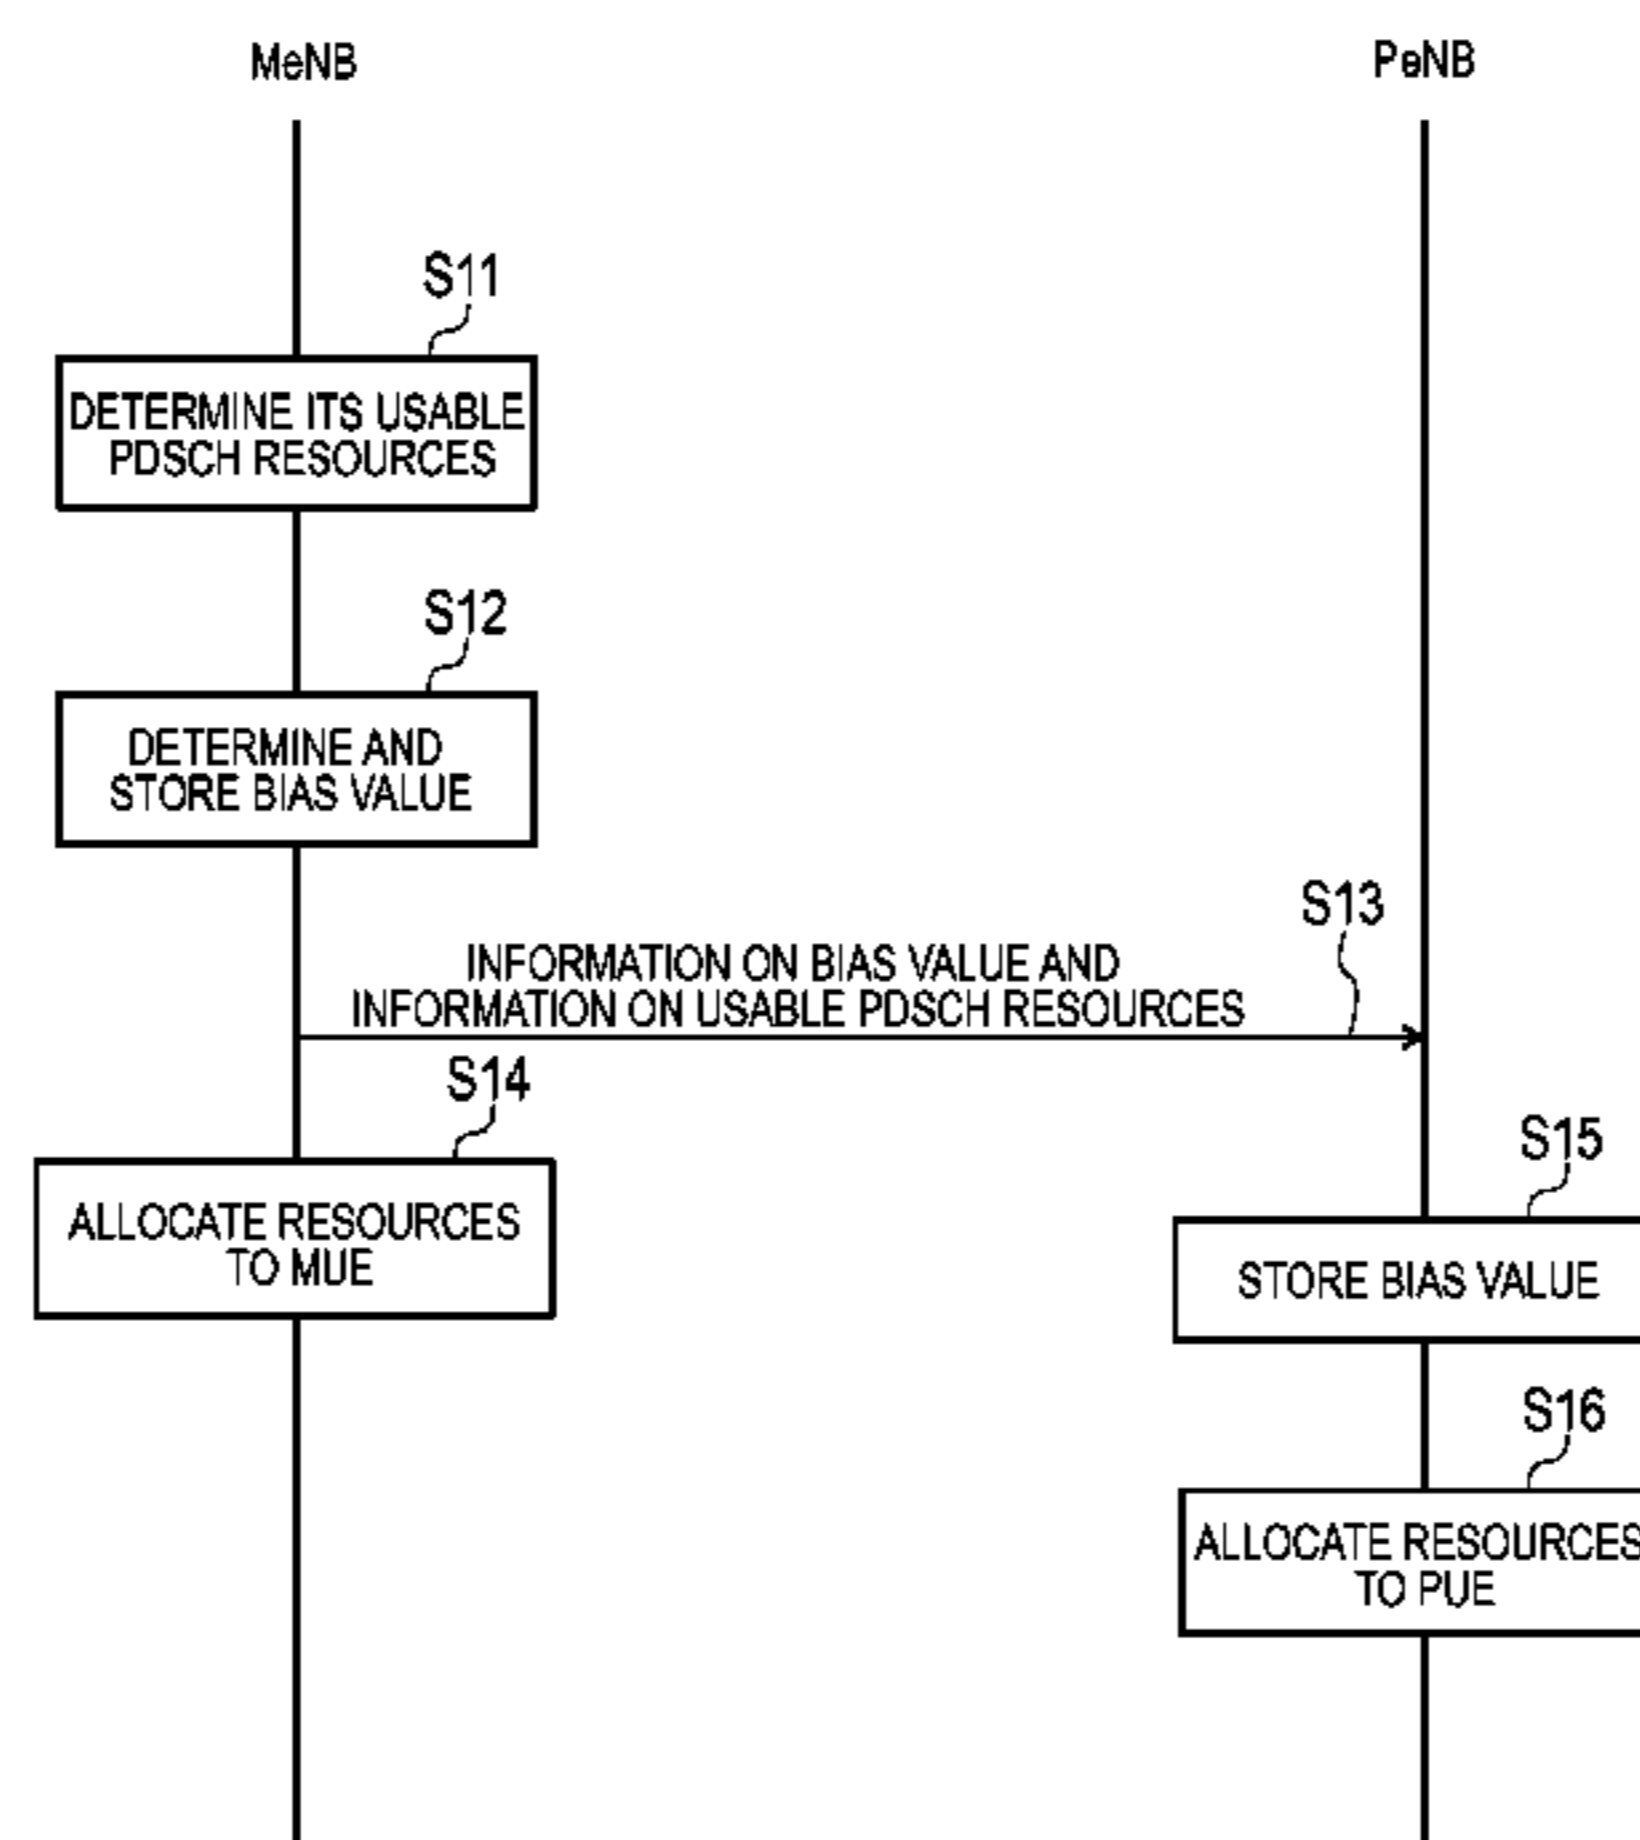 MeNB
PeNB
S11
DETERMINE ITS USABLE
PDSCH RESOURCES
S12
DETERMINE AND
STORE BIAS VALUE
S13
INFORMATION ON BIAS VALUE AND
INFORMATION ON USABLE PDSCH RESOURCES
S14
ALLOCATE RESOURCES
TO MUE
S15
STORE BIAS VALUE
S16
ALLOCATE RESOURCES
TO PUE